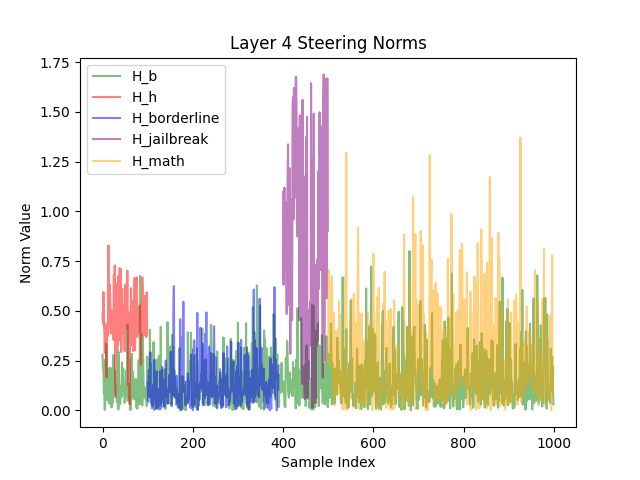 Layer 4 Steering Norms
1.75
1.50
1.25
1.00
0.75
0.50
0.25
0.00
Norm Value
H_b
H_h
H_borderline
H_jailbreak
H_math
0
200
400
600
800
1000
Sample Index